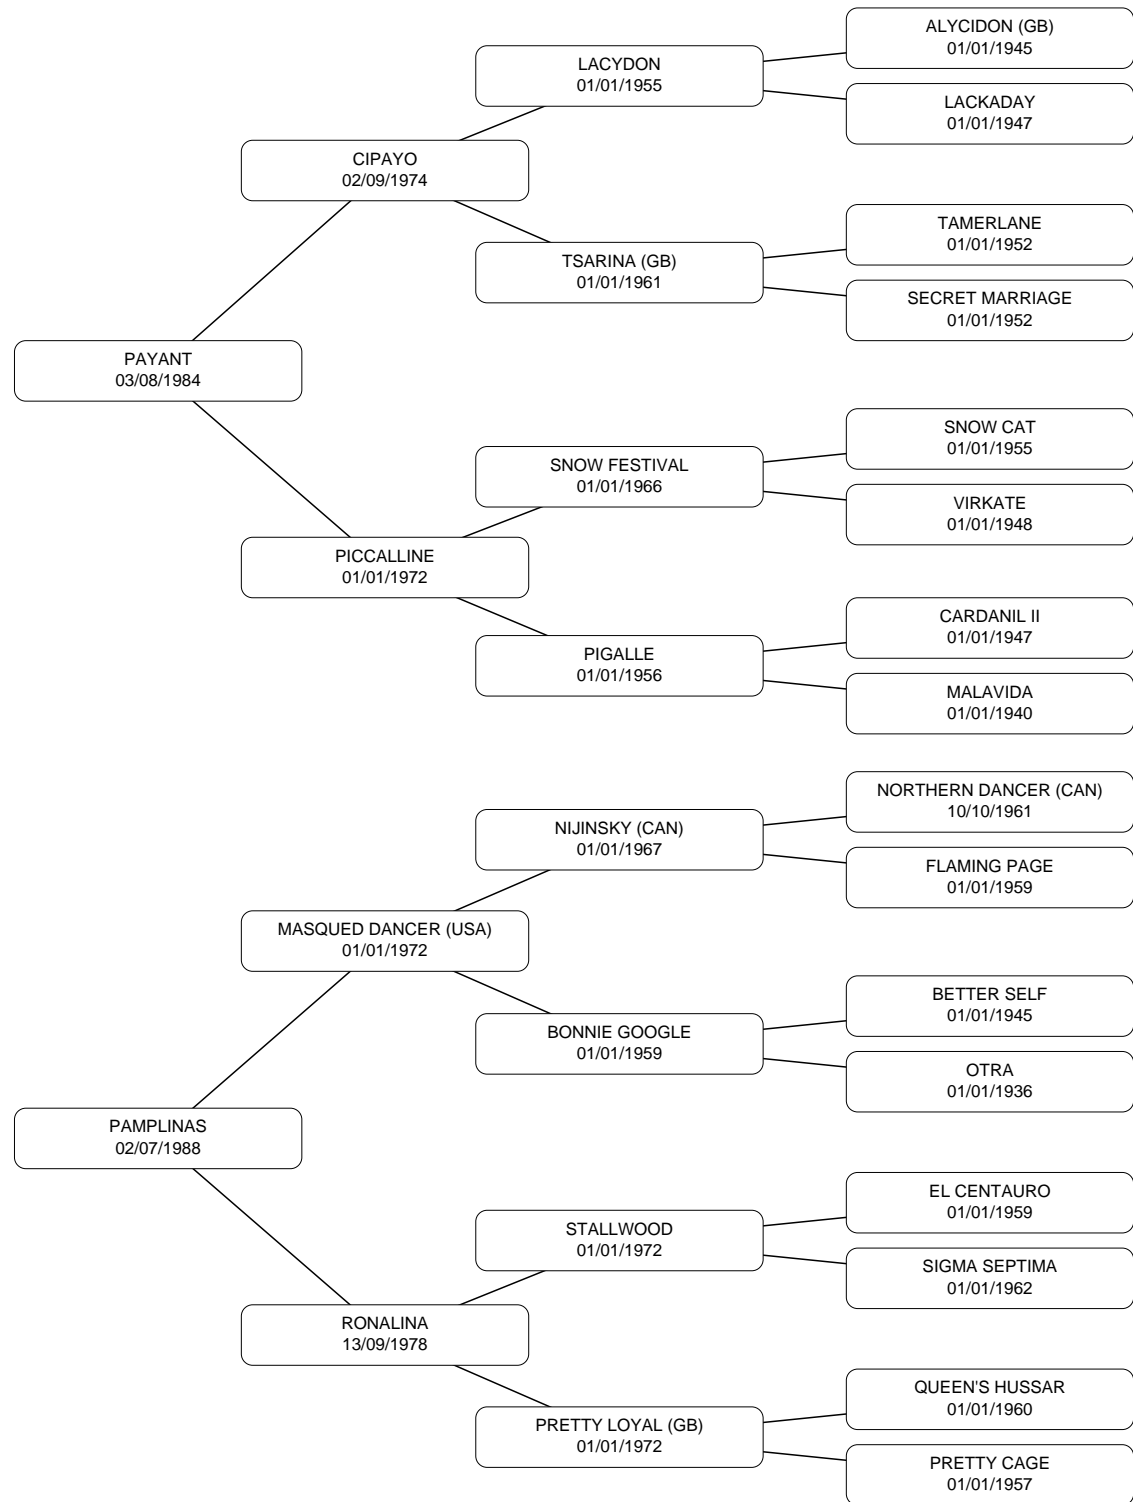 ALYCIDON (GB)
01/01/1945
LACYDON
01/01/1955
LACKADAY
01/01/1947
CIPAYO
02/09/1974
TAMERLANE
01/01/1952
TSARINA (GB)
01/01/1961
SECRET MARRIAGE
01/01/1952
PAYANT
03/08/1984
SNOW CAT
01/01/1955
SNOW FESTIVAL
01/01/1966
VIRKATE
01/01/1948
PICCALLINE
01/01/1972
CARDANIL II
01/01/1947
PIGALLE
01/01/1956
MALAVIDA
01/01/1940
NORTHERN DANCER (CAN)
10/10/1961
NIJINSKY (CAN)
01/01/1967
FLAMING PAGE
01/01/1959
MASQUED DANCER (USA)
01/01/1972
BETTER SELF
01/01/1945
BONNIE GOOGLE
01/01/1959
OTRA
01/01/1936
PAMPLINAS
02/07/1988
EL CENTAURO
01/01/1959
STALLWOOD
01/01/1972
SIGMA SEPTIMA
01/01/1962
RONALINA
13/09/1978
QUEEN'S HUSSAR
01/01/1960
PRETTY LOYAL (GB)
01/01/1972
PRETTY CAGE
01/01/1957